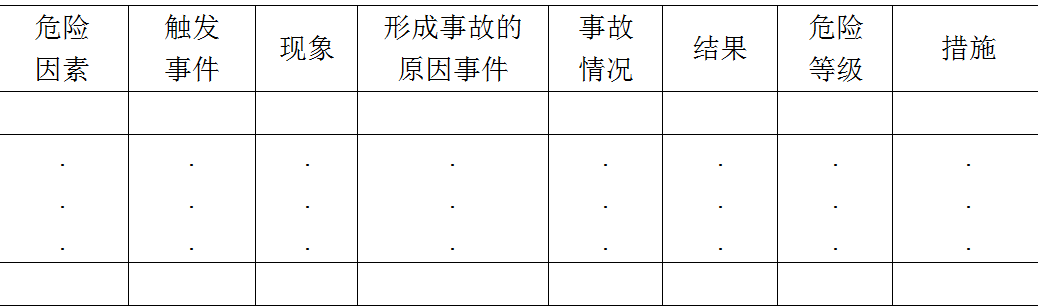 危险因素 触发事件 现象 形成事故的原因事件 事故情况 结果 危险等级 措施
. . . . . . . .
. . . . . . . .
. . . . . . . .